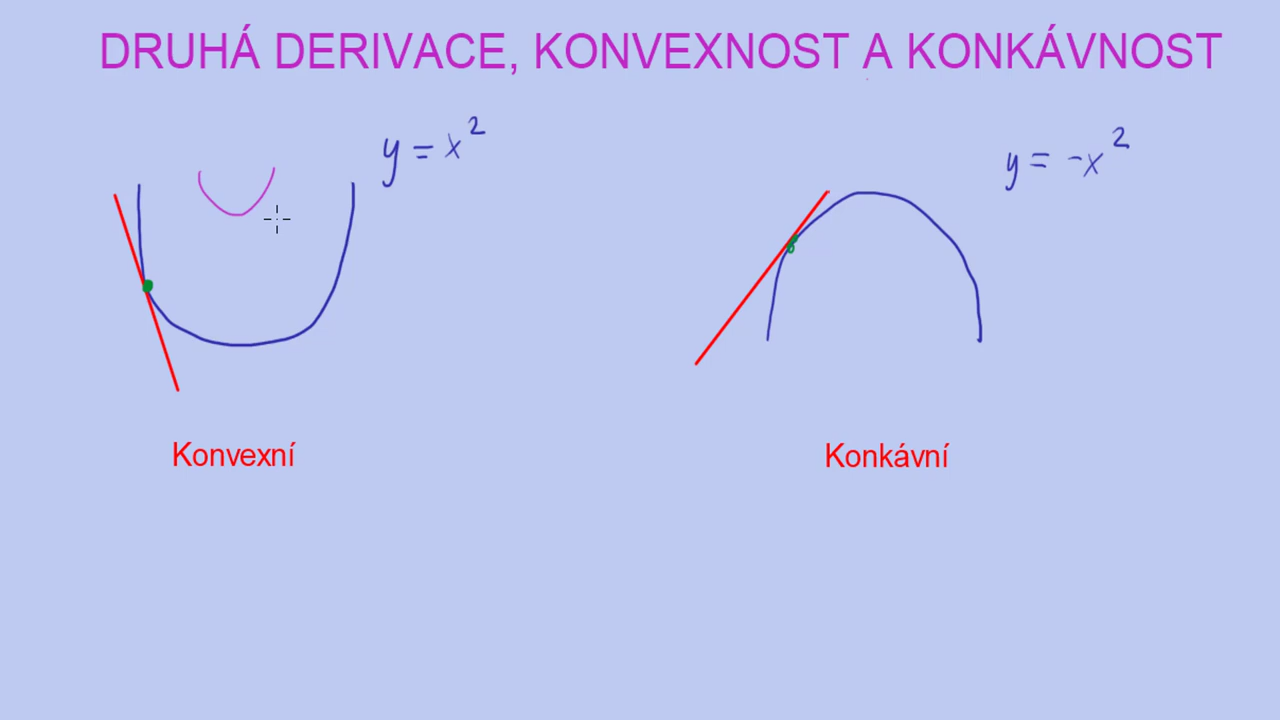 DRUHÁ DERIVACE, KONVEXNOST A KONKÁVNOST
y = x²
y = -x²
Konvexní
Konkávní